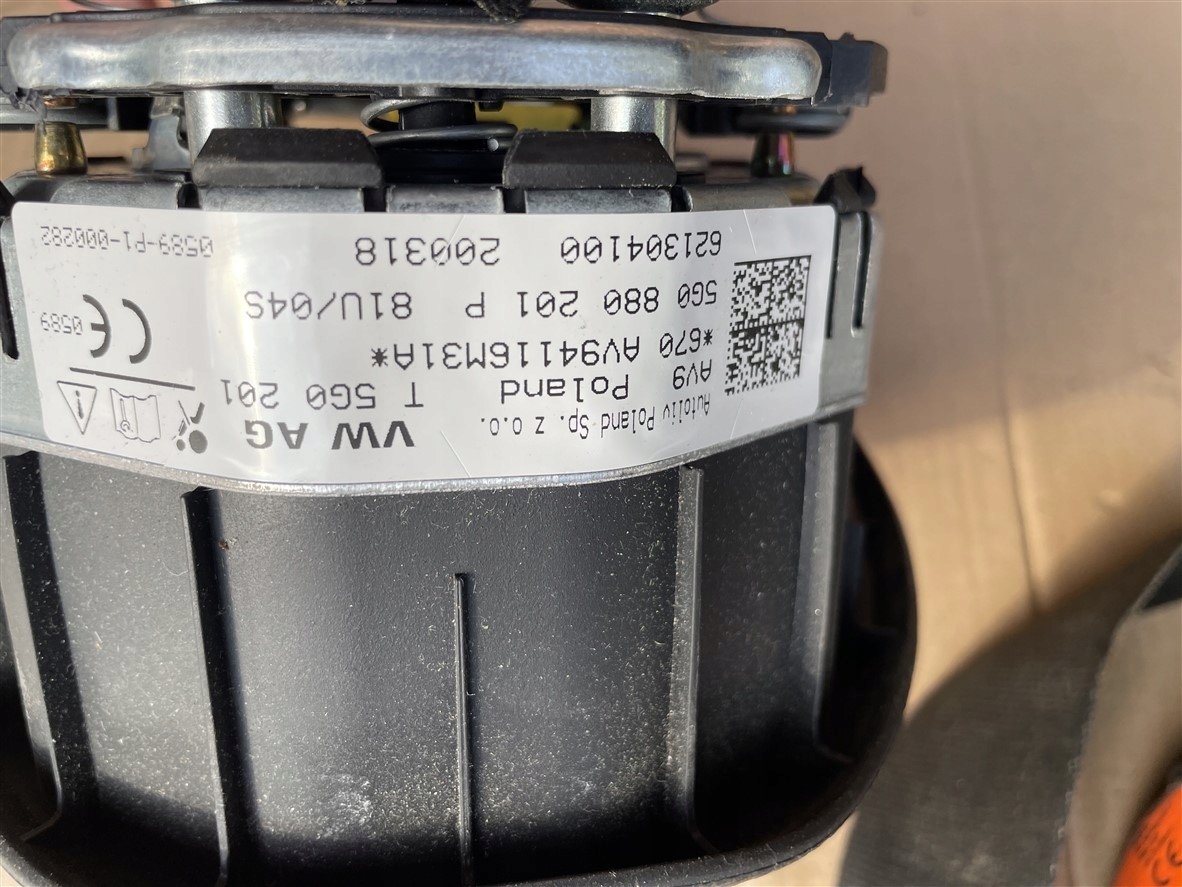 Autoliv Poland Sp. z o.o. VW AG
AV9 Poland T 5G0 201
*670 AV94116M31A*
5G0 880 201 P 81U/04S
0589
621304100 200318 0589-P1-000282